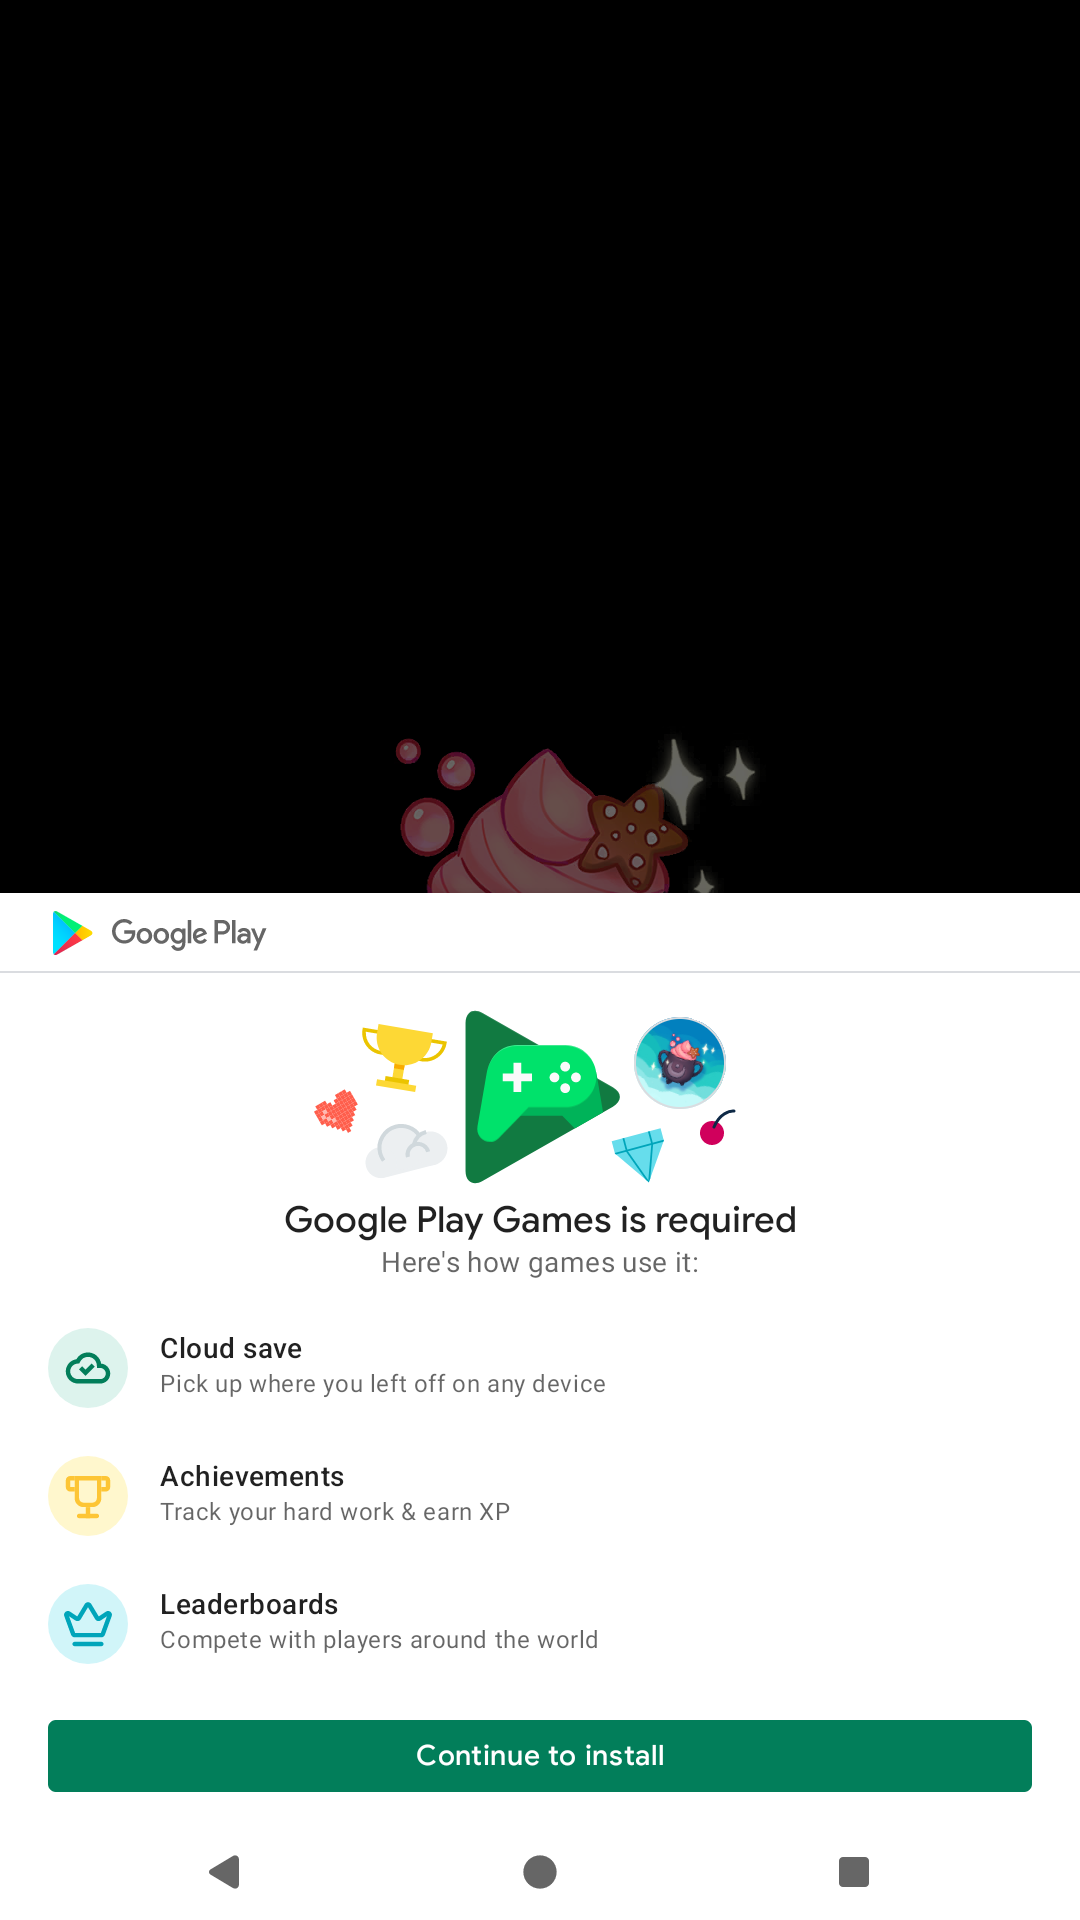 Google Play
Google Play Games is required
Here's how games use it:
Cloud save
Pick up where you left off on any device
Achievements
Track your hard work & earn XP
Leaderboards
Compete with players around the world
Continue to install